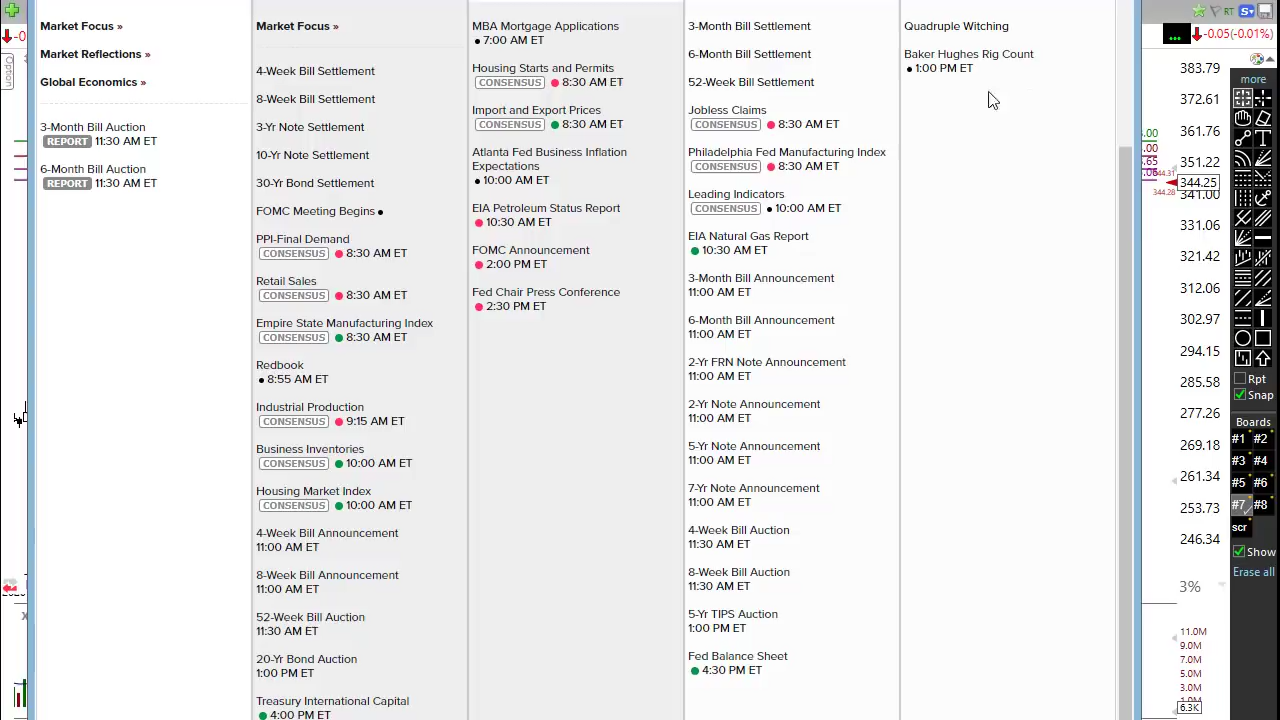 Market Focus »
Market Reflections »
Global Economics »
3-Month Bill Auction
REPORT 11:30 AM ET
6-Month Bill Auction
REPORT 11:30 AM ET
Market Focus »
4-Week Bill Settlement
8-Week Bill Settlement
3-Yr Note Settlement
10-Yr Note Settlement
30-Yr Bond Settlement
FOMC Meeting Begins
PPI-Final Demand
CONSENSUS 8:30 AM ET
Retail Sales
CONSENSUS 8:30 AM ET
Empire State Manufacturing Index
CONSENSUS 8:30 AM ET
Redbook
8:55 AM ET
Industrial Production
CONSENSUS 9:15 AM ET
Business Inventories
CONSENSUS 10:00 AM ET
Housing Market Index
CONSENSUS 10:00 AM ET
4-Week Bill Announcement
11:00 AM ET
8-Week Bill Announcement
11:00 AM ET
52-Week Bill Auction
11:30 AM ET
20-Yr Bond Auction
1:00 PM ET
Treasury International Capital
4:00 PM ET
MBA Mortgage Applications
7:00 AM ET
Housing Starts and Permits
CONSENSUS 8:30 AM ET
Import and Export Prices
CONSENSUS 8:30 AM ET
Atlanta Fed Business Inflation
Expectations
10:00 AM ET
EIA Petroleum Status Report
10:30 AM ET
FOMC Announcement
2:00 PM ET
Fed Chair Press Conference
2:30 PM ET
3-Month Bill Settlement
6-Month Bill Settlement
52-Week Bill Settlement
Jobless Claims
CONSENSUS 8:30 AM ET
Philadelphia Fed Manufacturing Index
CONSENSUS 8:30 AM ET
Leading Indicators
CONSENSUS 10:00 AM ET
EIA Natural Gas Report
10:30 AM ET
3-Month Bill Announcement
11:00 AM ET
6-Month Bill Announcement
11:00 AM ET
2-Yr FRN Note Announcement
11:00 AM ET
2-Yr Note Announcement
11:00 AM ET
5-Yr Note Announcement
11:00 AM ET
7-Yr Note Announcement
11:00 AM ET
4-Week Bill Auction
11:30 AM ET
8-Week Bill Auction
11:30 AM ET
5-Yr TIPS Auction
1:00 PM ET
Fed Balance Sheet
4:30 PM ET
Quadruple Witching
Baker Hughes Rig Count
1:00 PM ET
-0
Option
RT
-0.05(-0.01%)
383.79
372.61
361.76
351.22
344.31
344.25
344.28
341.00
331.06
321.42
312.06
302.97
294.15
285.58
277.26
269.18
261.34
253.73
246.34
3%
11.0M
9.0M
7.0M
5.0M
3.0M
6.3K
more
Rpt
Snap
Boards
#1 #2
#3 #4
#5 #6
#7 #8
scr
Show
Erase all